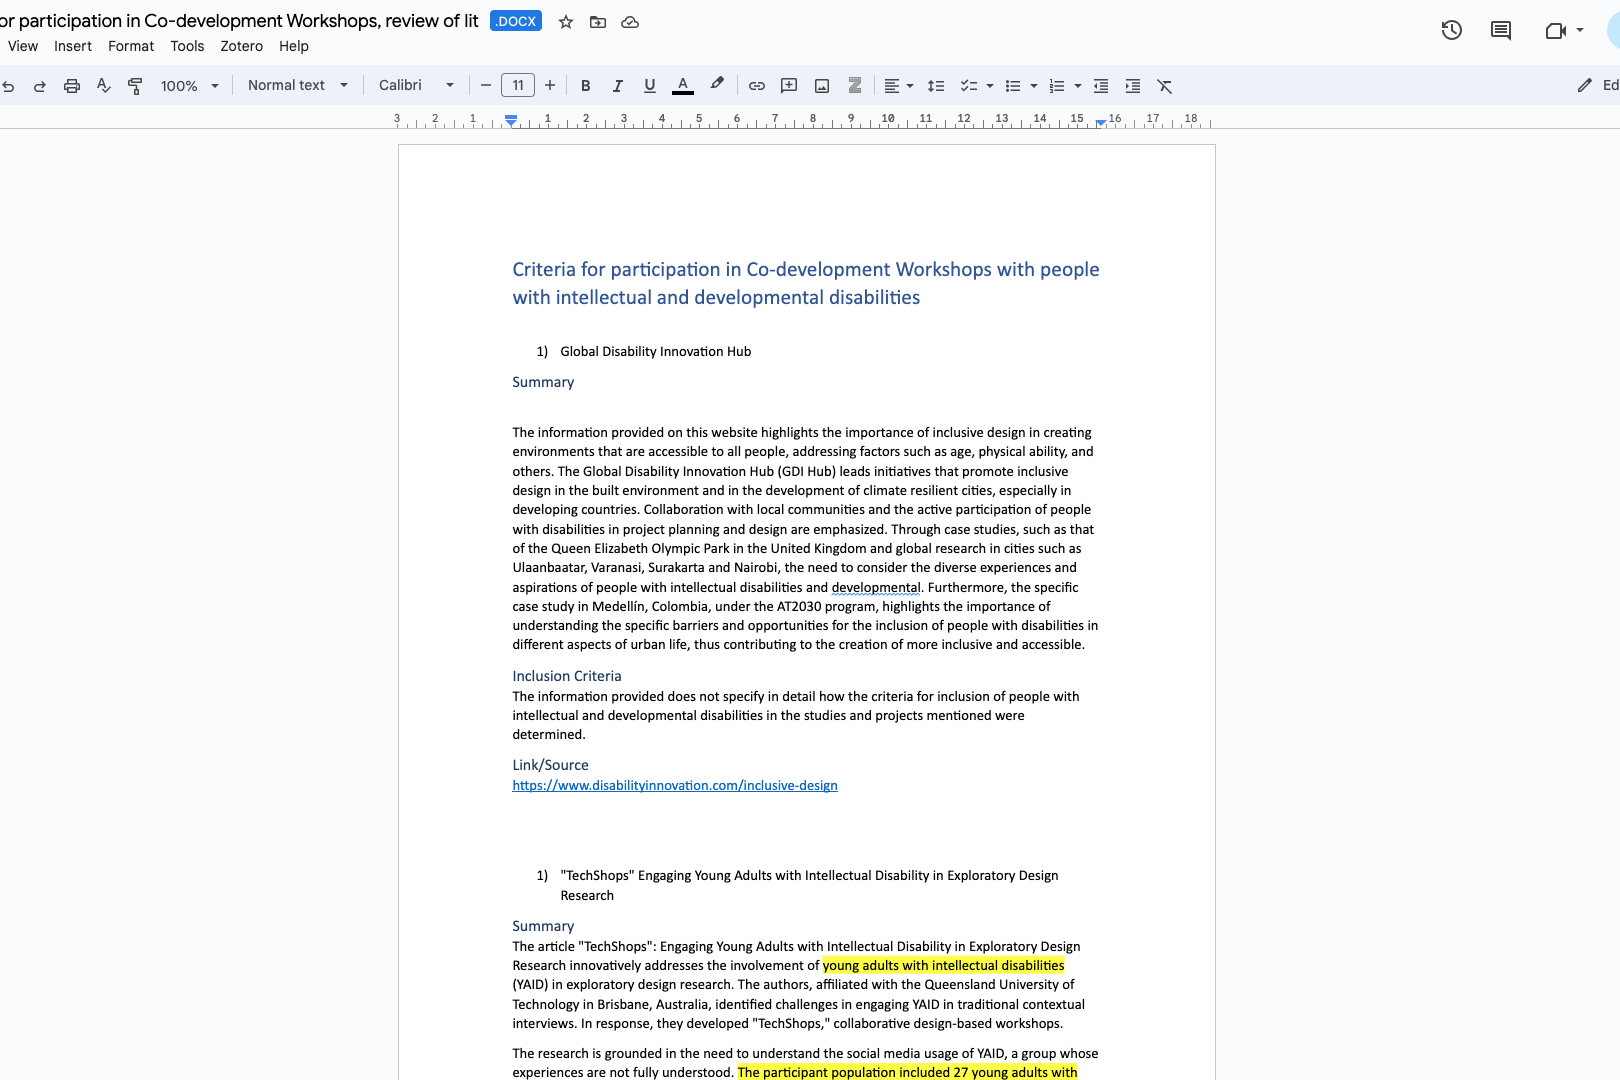 or participation in Co-development Workshops, review of lit .DOCX
View Insert Format Tools Zotero Help
100% Normal text Calibri 11 B I U A Ed
3 2 1 1 2 3 4 5 6 7 8 9 10 11 12 13 14 15 16 17 18
Criteria for participation in Co-development Workshops with people
with intellectual and developmental disabilities
1) Global Disability Innovation Hub
Summary
The information provided on this website highlights the importance of inclusive design in creating
environments that are accessible to all people, addressing factors such as age, physical ability, and
others. The Global Disability Innovation Hub (GDI Hub) leads initiatives that promote inclusive
design in the built environment and in the development of climate resilient cities, especially in
developing countries. Collaboration with local communities and the active participation of people
with disabilities in project planning and design are emphasized. Through case studies, such as that
of the Queen Elizabeth Olympic Park in the United Kingdom and global research in cities such as
Ulaanbaatar, Varanasi, Surakarta and Nairobi, the need to consider the diverse experiences and
aspirations of people with intellectual disabilities and developmental. Furthermore, the specific
case study in Medellín, Colombia, under the AT2030 program, highlights the importance of
understanding the specific barriers and opportunities for the inclusion of people with disabilities in
different aspects of urban life, thus contributing to the creation of more inclusive and accessible.
Inclusion Criteria
The information provided does not specify in detail how the criteria for inclusion of people with
intellectual and developmental disabilities in the studies and projects mentioned were
determined.
Link/Source
https://www.disabilityinnovation.com/inclusive-design
1) "TechShops" Engaging Young Adults with Intellectual Disability in Exploratory Design
Research
Summary
The article "TechShops": Engaging Young Adults with Intellectual Disability in Exploratory Design
Research innovatively addresses the involvement of young adults with intellectual disabilities
(YAID) in exploratory design research. The authors, affiliated with the Queensland University of
Technology in Brisbane, Australia, identified challenges in engaging YAID in traditional contextual
interviews. In response, they developed "TechShops," collaborative design-based workshops.
The research is grounded in the need to understand the social media usage of YAID, a group whose
experiences are not fully understood. The participant population included 27 young adults with